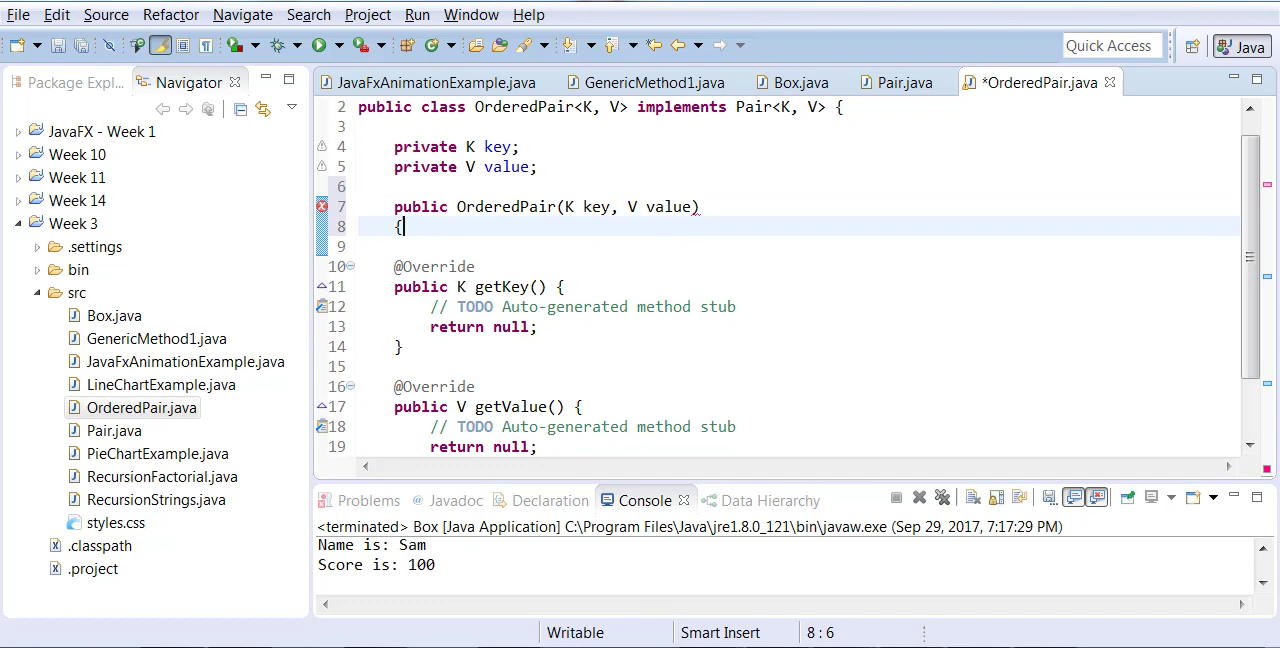 File Edit Source Refactor Navigate Search Project Run Window Help
Quick Access Java
Package Expl... Navigator
JavaFxAnimationExample.java GenericMethod1.java Box.java Pair.java *OrderedPair.java
JavaFX - Week 1
Week 10
Week 11
Week 14
Week 3
.settings
bin
src
Box.java
GenericMethod1.java
JavaFxAnimationExample.java
LineChartExample.java
OrderedPair.java
Pair.java
PieChartExample.java
RecursionFactorial.java
RecursionStrings.java
styles.css
.classpath
.project
2 public class OrderedPair<K, V> implements Pair<K, V> {
3
4 private K key;
5 private V value;
6
7 public OrderedPair(K key, V value)
8 {
9
10 @Override
11 public K getKey() {
12 // TODO Auto-generated method stub
13 return null;
14 }
15
16 @Override
17 public V getValue() {
18 // TODO Auto-generated method stub
19 return null;
Problems @ Javadoc Declaration Console Data Hierarchy
<terminated> Box [Java Application] C:\Program Files\Java\jre1.8.0_121\bin\javaw.exe (Sep 29, 2017, 7:17:29 PM)
Name is: Sam
Score is: 100
Writable Smart Insert 8 : 6